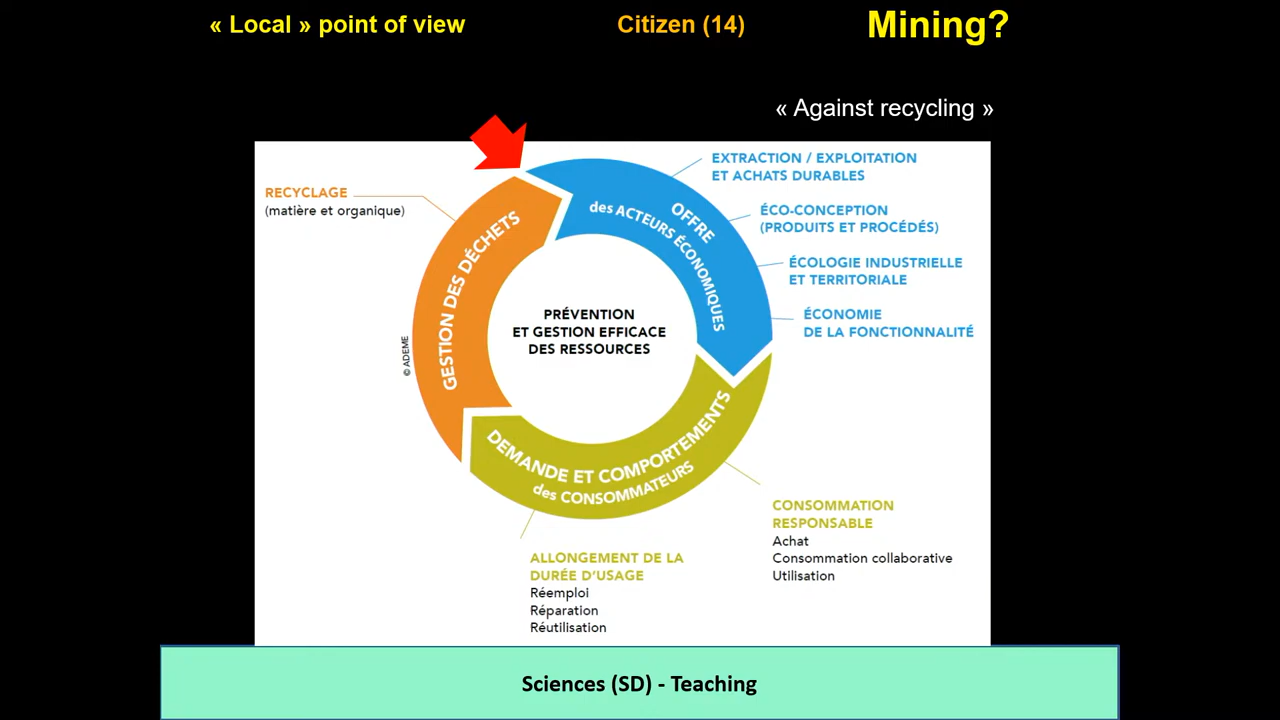 « Local » point of view
Citizen (14)
Mining?
« Against recycling »
RECYCLAGE
(matière et organique)
EXTRACTION / EXPLOITATION
ET ACHATS DURABLES
ÉCO-CONCEPTION
(PRODUITS ET PROCÉDÉS)
ÉCOLOGIE INDUSTRIELLE
ET TERRITORIALE
ÉCONOMIE
DE LA FONCTIONNALITÉ
OFFRE
des ACTEURS ÉCONOMIQUES
GESTION DES DÉCHETS
PRÉVENTION
ET GESTION EFFICACE
DES RESSOURCES
© ADEME
DEMANDE ET COMPORTEMENTS
des CONSOMMATEURS
CONSOMMATION
RESPONSABLE
Achat
Consommation collaborative
Utilisation
ALLONGEMENT DE LA
DURÉE D'USAGE
Réemploi
Réparation
Réutilisation
Sciences (SD) - Teaching